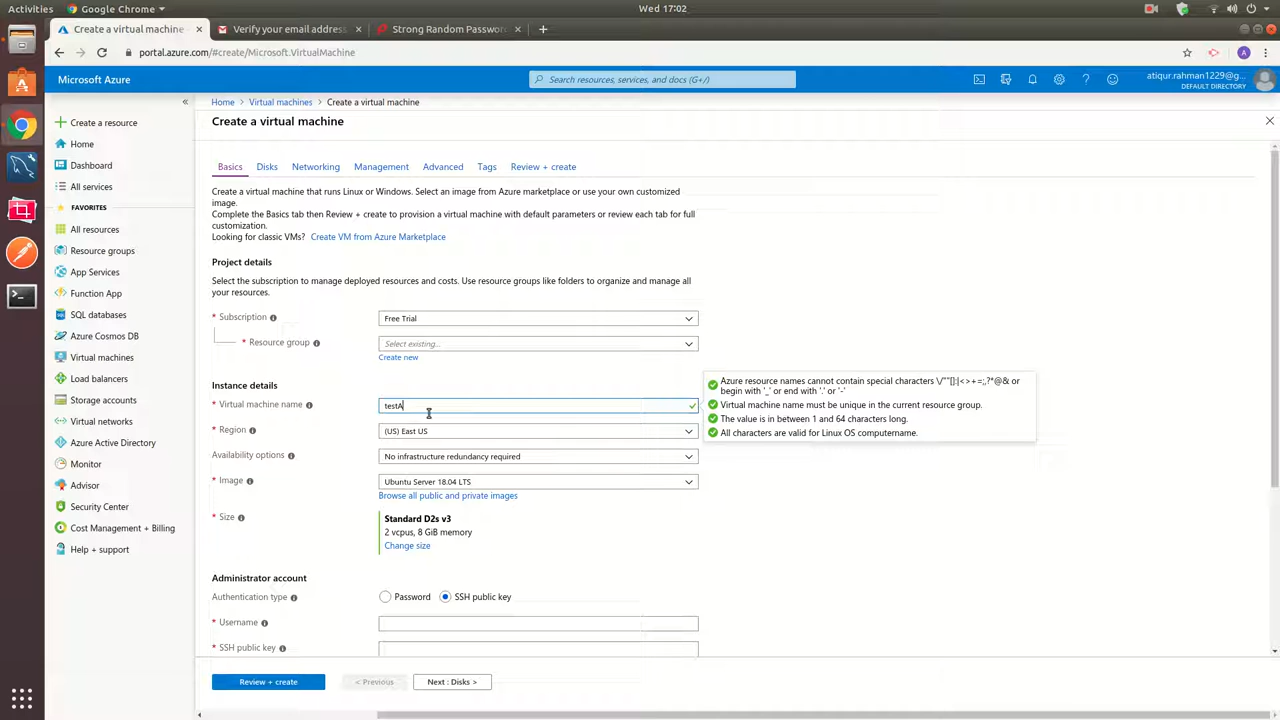 Activities
Google Chrome
Wed 17:02
Create a virtual machine -
Verify your email address
Strong Random Password
portal.azure.com/#create/Microsoft.VirtualMachine
A
Microsoft Azure
Search resources, services, and docs (G+/)
atiqur.rahman1229@g...
DEFAULT DIRECTORY
Create a resource
Home
Dashboard
All services
FAVORITES
All resources
Resource groups
App Services
Function App
SQL databases
Azure Cosmos DB
Virtual machines
Load balancers
Storage accounts
Virtual networks
Azure Active Directory
Monitor
Advisor
Security Center
Cost Management + Billing
Help + support
Home > Virtual machines > Create a virtual machine
Create a virtual machine
Basics Disks Networking Management Advanced Tags Review + create
Create a virtual machine that runs Linux or Windows. Select an image from Azure marketplace or use your own customized
image.
Complete the Basics tab then Review + create to provision a virtual machine with default parameters or review each tab for full
customization.
Looking for classic VMs? Create VM from Azure Marketplace
Project details
Select the subscription to manage deployed resources and costs. Use resource groups like folders to organize and manage all
your resources.
* Subscription
Free Trial
* Resource group
Select existing...
Create new
Instance details
* Virtual machine name
testA
Azure resource names cannot contain special characters \/""[]:|<>+=;,?*@& or
begin with '_' or end with '.' or '-'
Virtual machine name must be unique in the current resource group.
The value is in between 1 and 64 characters long.
All characters are valid for Linux OS computername.
* Region
(US) East US
Availability options
No infrastructure redundancy required
* Image
Ubuntu Server 18.04 LTS
Browse all public and private images
* Size
Standard D2s v3
2 vcpus, 8 GiB memory
Change size
Administrator account
Authentication type
Password SSH public key
* Username
* SSH public key
Review + create
< Previous
Next : Disks >